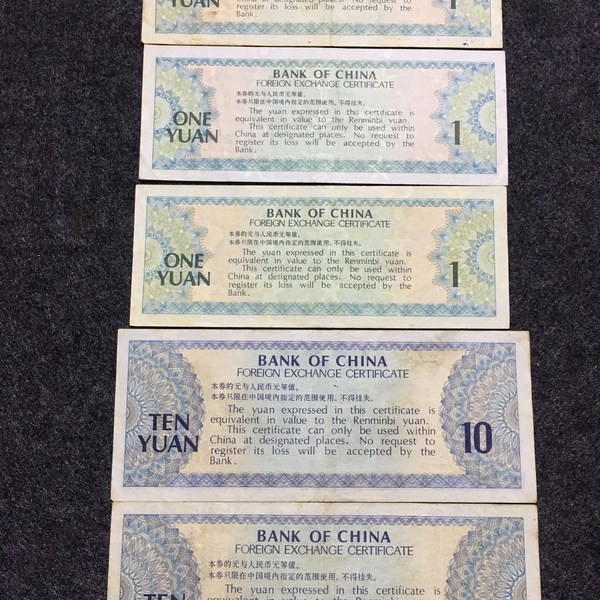 YUAN
register its loss will be accepted by the
Bank.
1
BANK OF CHINA
FOREIGN EXCHANGE CERTIFICATE
本券的元与人民币元等值。
本券只限在中国境内指定的范围使用,不得挂失。
The yuan expressed in this certificate is
equivalent in value to the Renminbi yuan.
This certificate can only be used within
China at designated places. No request to
register its loss will be accepted by the
Bank.
ONE
YUAN
1
BANK OF CHINA
FOREIGN EXCHANGE CERTIFICATE
本券的元与人民币元等值。
本券只限在中国境内指定的范围使用,不得挂失。
The yuan expressed in this certificate is
equivalent in value to the Renminbi yuan.
This certificate can only be used within
China at designated places. No request to
register its loss will be accepted by the
Bank.
ONE
YUAN
1
BANK OF CHINA
FOREIGN EXCHANGE CERTIFICATE
本券的元与人民币元等值。
本券只限在中国境内指定的范围使用,不得挂失。
The yuan expressed in this certificate is
equivalent in value to the Renminbi yuan.
This certificate can only be used within
China at designated places. No request to
register its loss will be accepted by the
Bank.
TEN
YUAN
10
BANK OF CHINA
FOREIGN EXCHANGE CERTIFICATE
本券的元与人民币元等值。
本券只限在中国境内指定的范围使用,不得挂失。
The yuan expressed in this certificate is
equivalent in value to the Renminbi yuan.
TEN